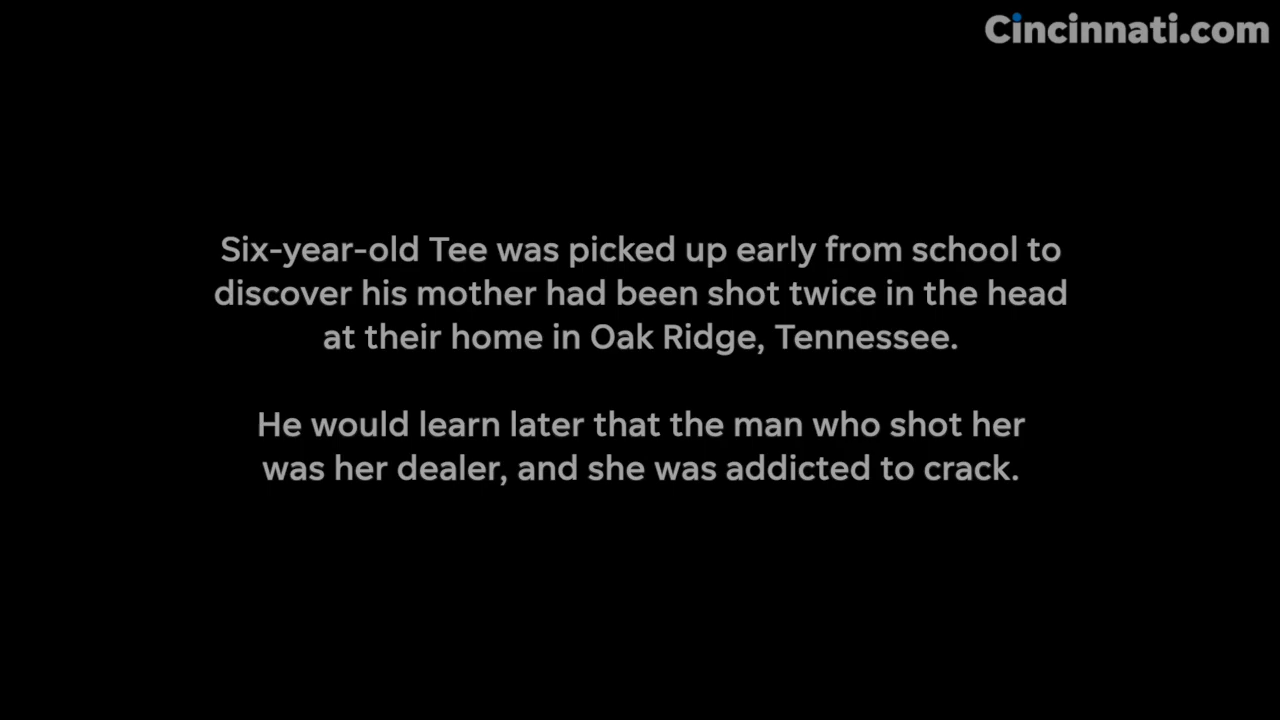 Cincinnati.com
Six-year-old Tee was picked up early from school to
discover his mother had been shot twice in the head
at their home in Oak Ridge, Tennessee.
He would learn later that the man who shot her
was her dealer, and she was addicted to crack.